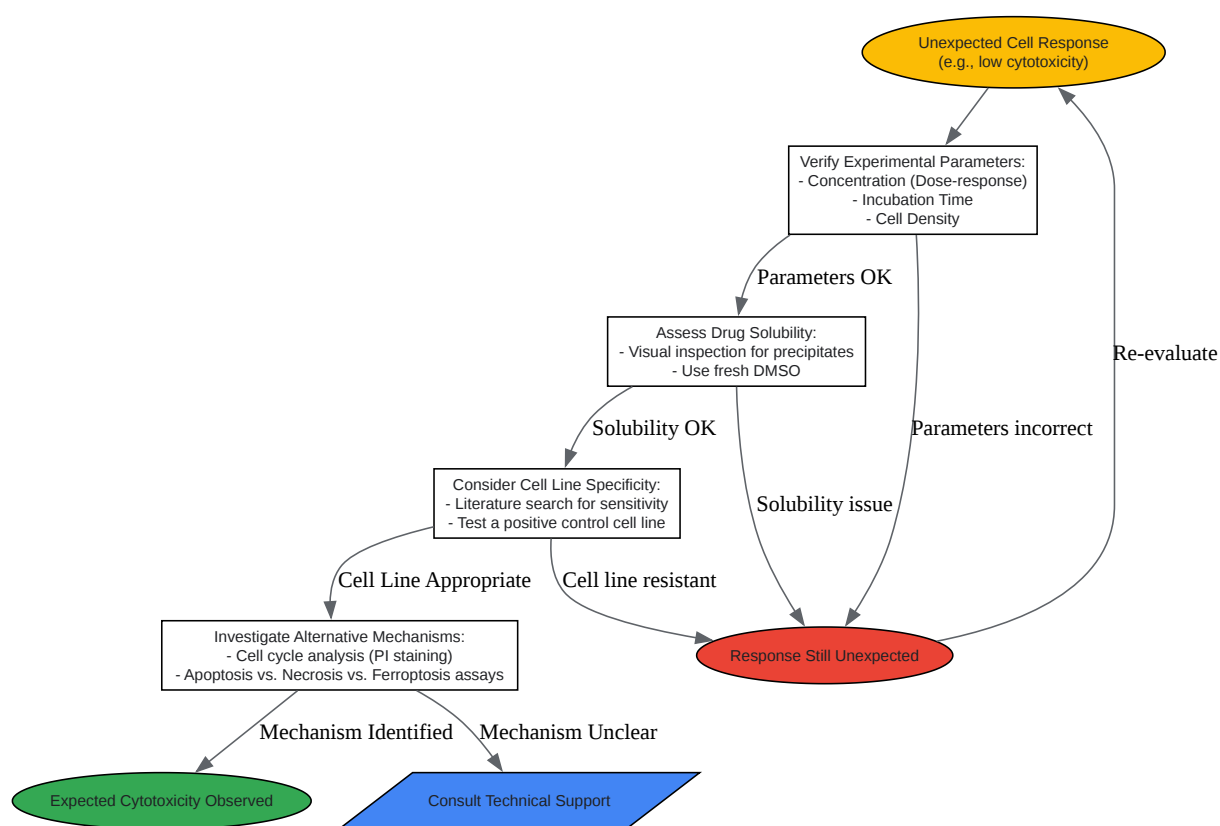 Unexpected Cell Response
(e.g., low cytotoxicity)
Verify Experimental Parameters:
- Concentration (Dose-response)
- Incubation Time
- Cell Density
Parameters OK
Assess Drug Solubility:
- Visual inspection for precipitates
- Use fresh DMSO
Re-evaluate
Solubility OK
Parameters incorrect
Consider Cell Line Specificity:
- Literature search for sensitivity
- Test a positive control cell line
Solubility issue
Cell Line Appropriate
Cell line resistant
Investigate Alternative Mechanisms:
- Cell cycle analysis (PI staining)
- Apoptosis vs. Necrosis vs. Ferroptosis assays
Response Still Unexpected
Mechanism Identified
Mechanism Unclear
Expected Cytotoxicity Observed
Consult Technical Support